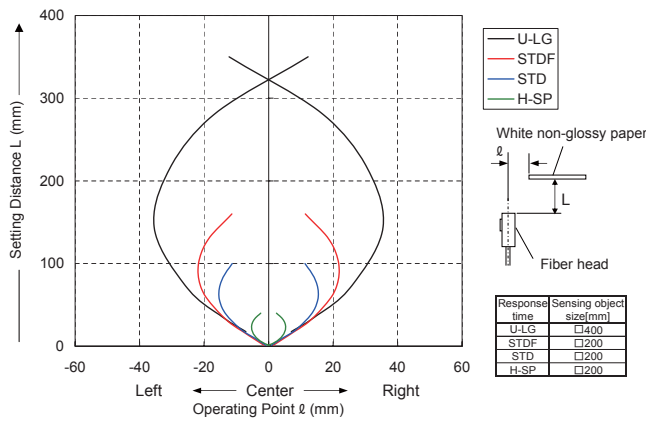 400
300
200
100
0
Setting Distance L (mm)
-60 -40 -20 0 20 40 60
Left Center Right
Operating Point ℓ (mm)
U-LG
STDF
STD
H-SP
White non-glossy paper
ℓ
L
Fiber head
Response time Sensing object size[mm]
U-LG □400
STDF □200
STD □200
H-SP □200